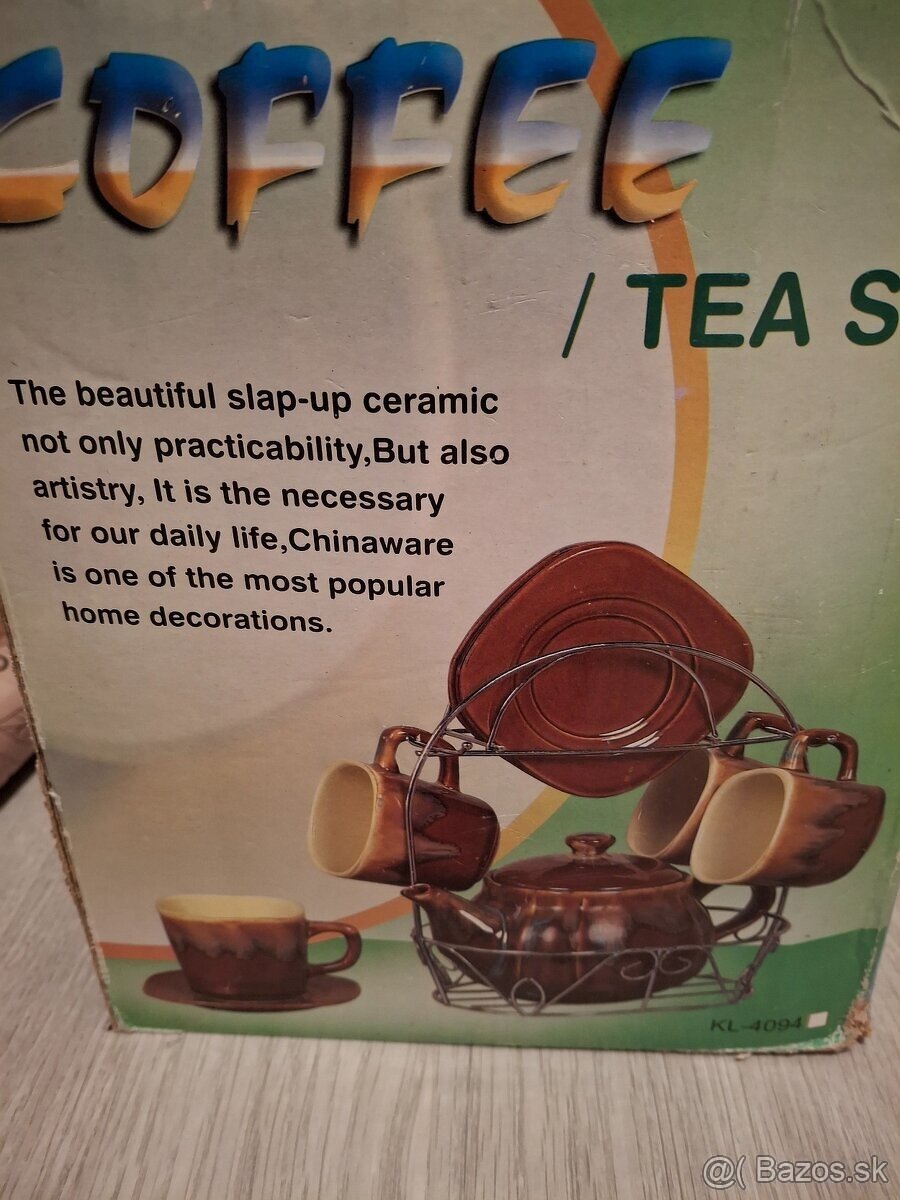 COFFEE
/ TEA S
The beautiful slap-up ceramic
not only practicability,But also
artistry, It is the necessary
for our daily life,Chinaware
is one of the most popular
home decorations.
KL-4094
@( Bazos.sk